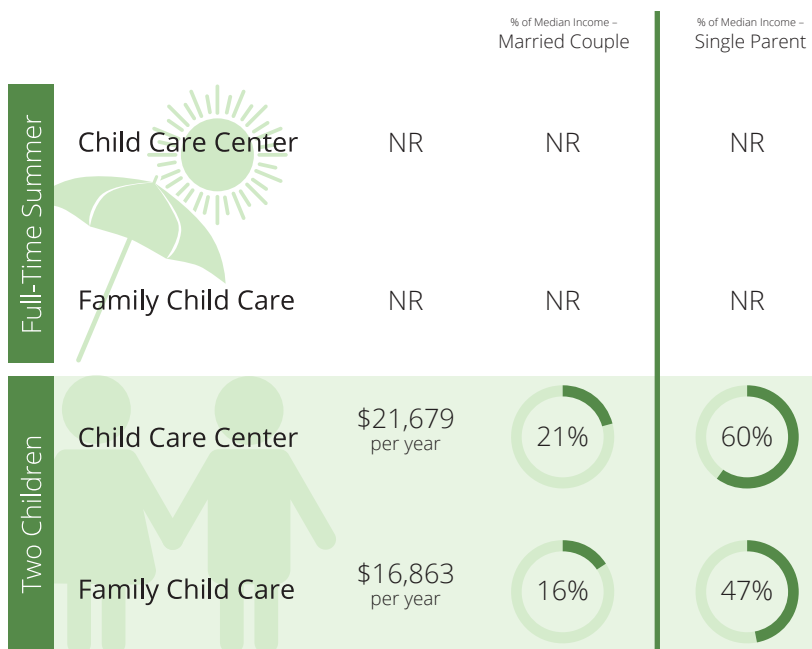 % of Median Income –
Married Couple
% of Median Income –
Single Parent
Full-Time Summer
Child Care Center
NR
NR
NR
Family Child Care
NR
NR
NR
Two Children
Child Care Center
$21,679
per year
21%
60%
Family Child Care
$16,863
per year
16%
47%